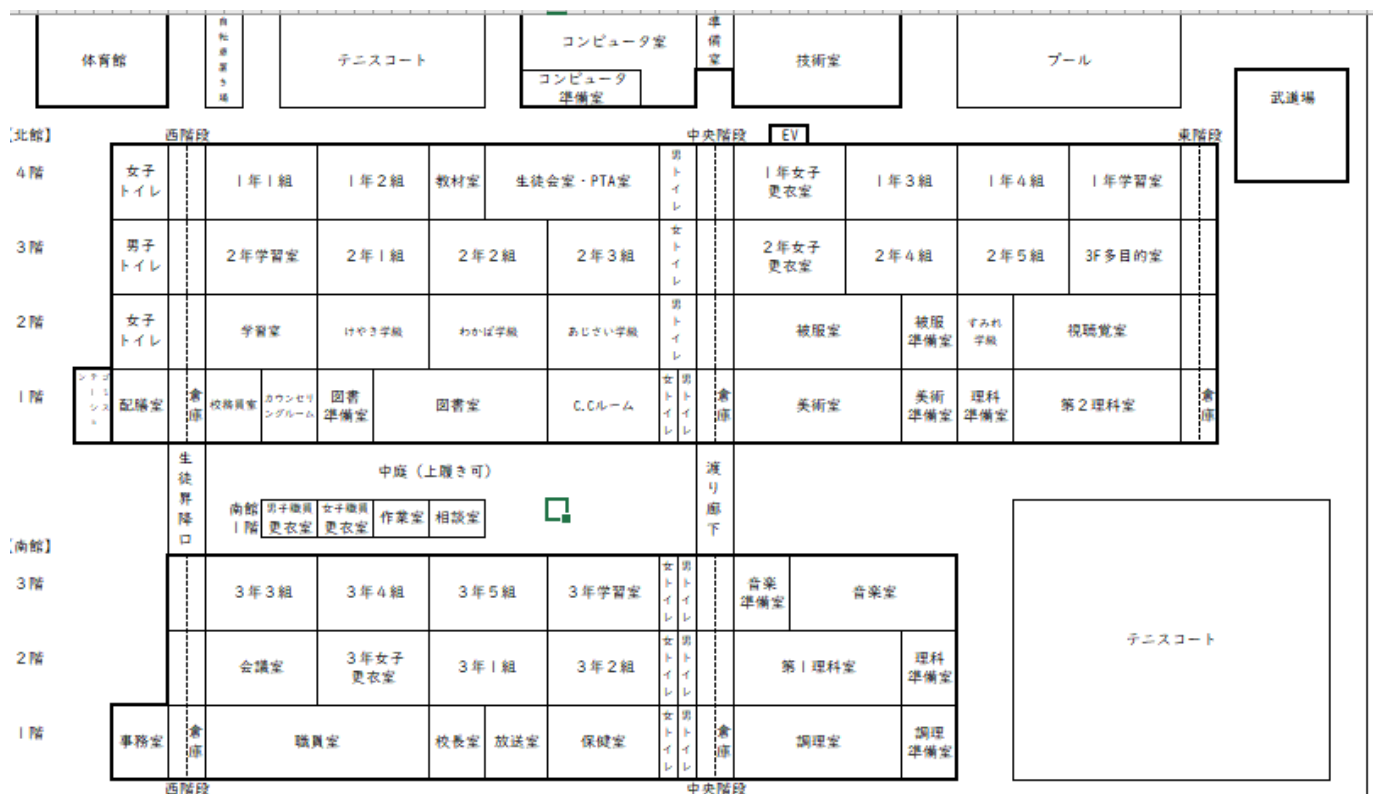 体育館
自転車置き場
テニスコート
コンピュータ室
コンピュータ
準備室
準備室
技術室
プール
武道場
【北館】
西階段
中央階段
EV
東階段
4階
女子
トイレ
1年1組
1年2組
教材室
生徒会室・PTA室
男トイレ
1年女子
更衣室
1年3組
1年4組
1年学習室
3階
男子
トイレ
2年学習室
2年1組
2年2組
2年3組
女トイレ
2年女子
更衣室
2年4組
2年5組
3F多目的室
2階
女子
トイレ
学習室
けやき学級
わかば学級
あじさい学級
男トイレ
被服室
被服
準備室
すみれ
学級
視聴覚室
1階
配膳室
倉庫
校務員室
カウンセリ
ングルーム
図書
準備室
図書室
C.Cルーム
女トイレ
男トイレ
倉庫
美術室
美術
準備室
理科
準備室
第2理科室
倉庫
生徒昇降口
中庭（上履き可）
渡り廊下
南館
1階
男子職員
更衣室
女子職員
更衣室
作業室
相談室
【南館】
3階
3年3組
3年4組
3年5組
3年学習室
女トイレ
男トイレ
音楽
準備室
音楽室
テニスコート
2階
会議室
3年女子
更衣室
3年1組
3年2組
女トイレ
男トイレ
第1理科室
理科
準備室
1階
事務室
倉庫
職員室
校長室
放送室
保健室
女トイレ
男トイレ
倉庫
調理室
調理
準備室
西階段
中央階段